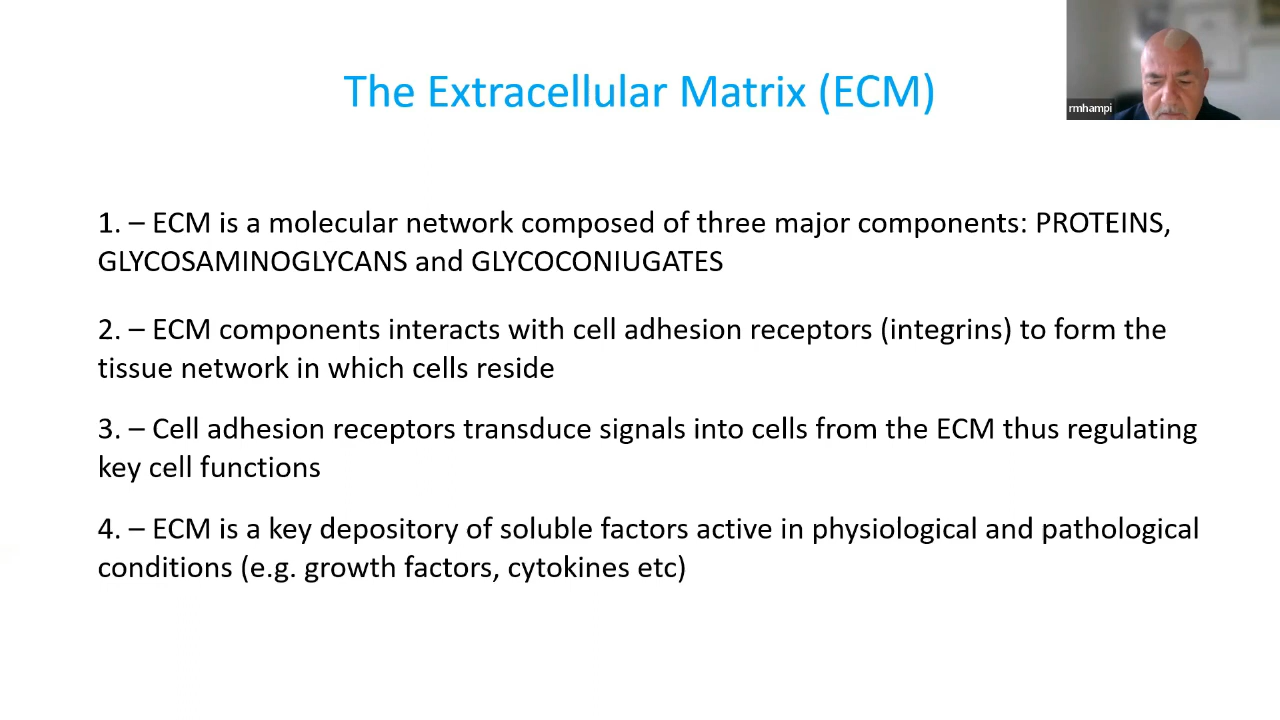 The Extracellular Matrix (ECM)
rmhampi
1. – ECM is a molecular network composed of three major components: PROTEINS,
GLYCOSAMINOGLYCANS and GLYCOCONIUGATES
2. – ECM components interacts with cell adhesion receptors (integrins) to form the
tissue network in which cells reside
3. – Cell adhesion receptors transduce signals into cells from the ECM thus regulating
key cell functions
4. – ECM is a key depository of soluble factors active in physiological and pathological
conditions (e.g. growth factors, cytokines etc)